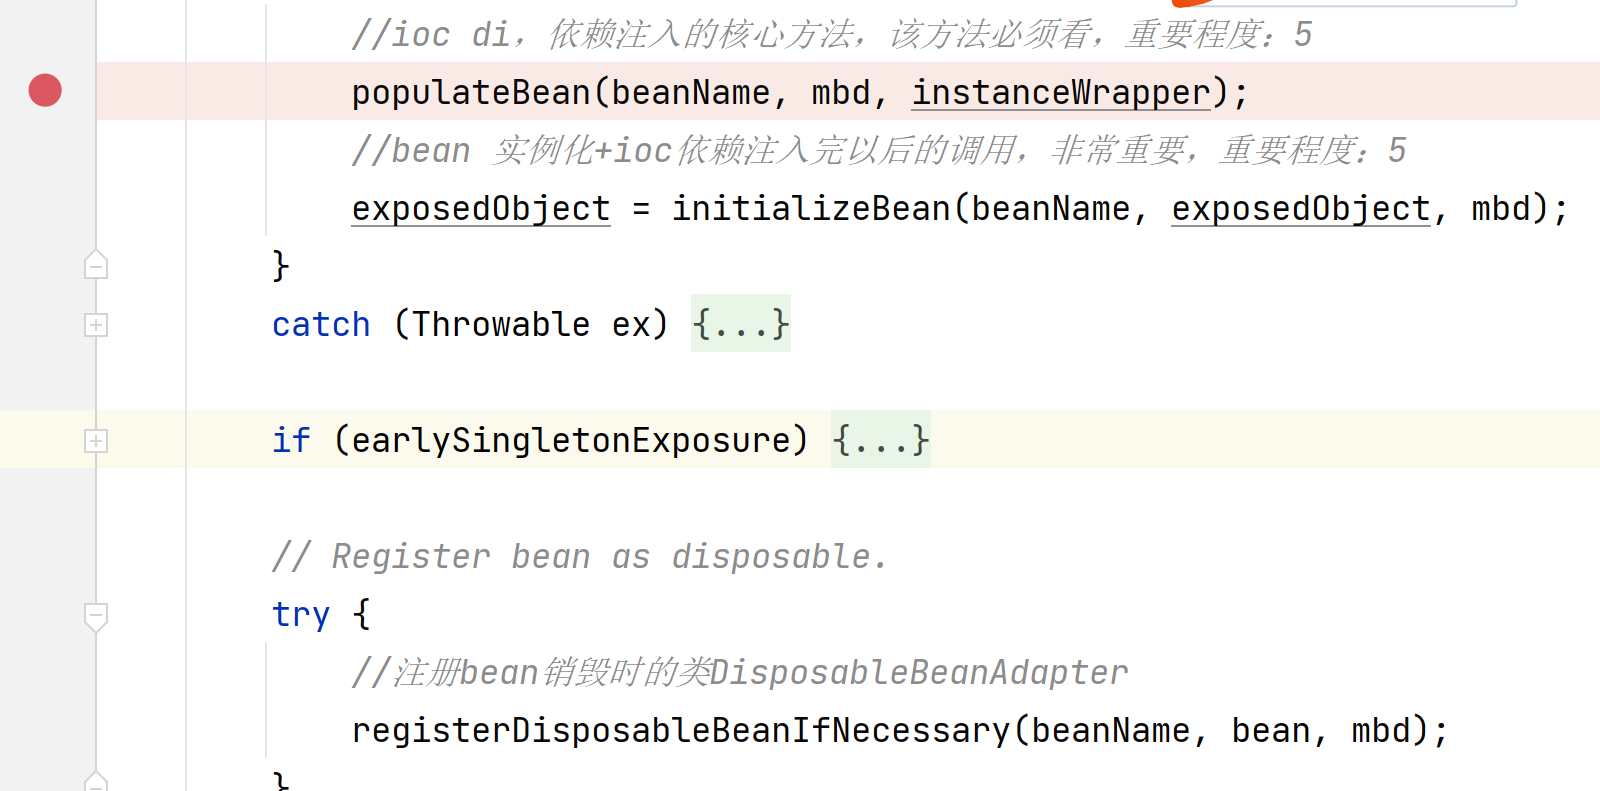 //ioc di，依赖注入的核心方法，该方法必须看，重要程度：5
populateBean(beanName, mbd, instanceWrapper);
//bean 实例化+ioc依赖注入完以后的调用，非常重要，重要程度：5
exposedObject = initializeBean(beanName, exposedObject, mbd);
}
catch (Throwable ex) {...}
if (earlySingletonExposure) {...}
// Register bean as disposable.
try {
//注册bean销毁时的类DisposableBeanAdapter
registerDisposableBeanIfNecessary(beanName, bean, mbd);
}